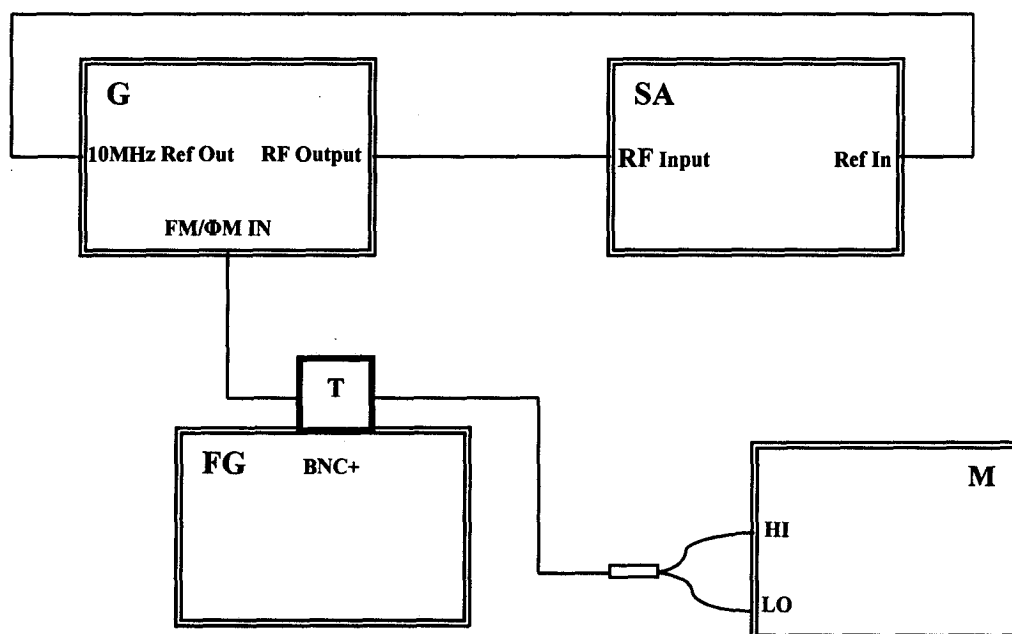 G
SA
10MHz Ref Out
RF Output
RF Input
Ref In
FM/ΦM IN
T
FG
BNC+
M
HI
LO